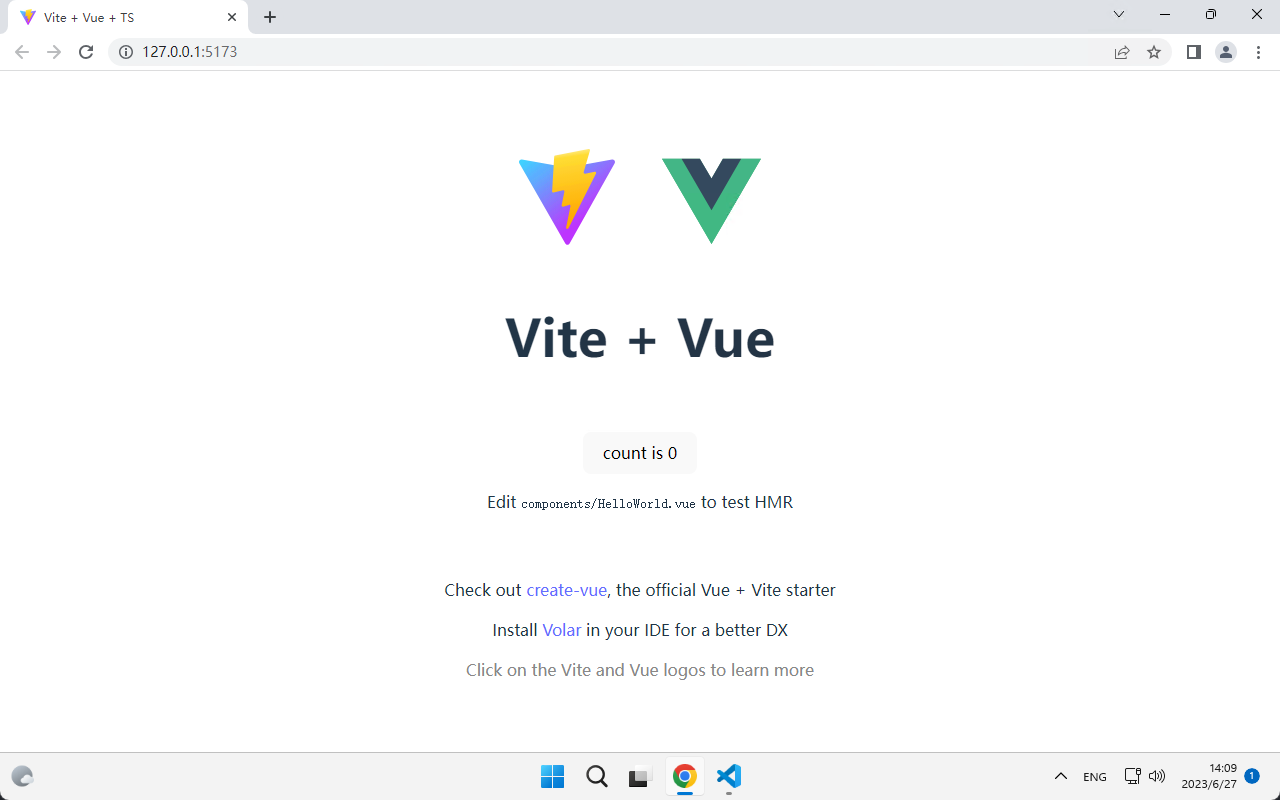 Vite + Vue + TS
127.0.0.1:5173
Vite + Vue
count is 0
Edit components/HelloWorld.vue to test HMR
Check out create-vue, the official Vue + Vite starter
Install Volar in your IDE for a better DX
Click on the Vite and Vue logos to learn more
ENG
14:09
2023/6/27
1